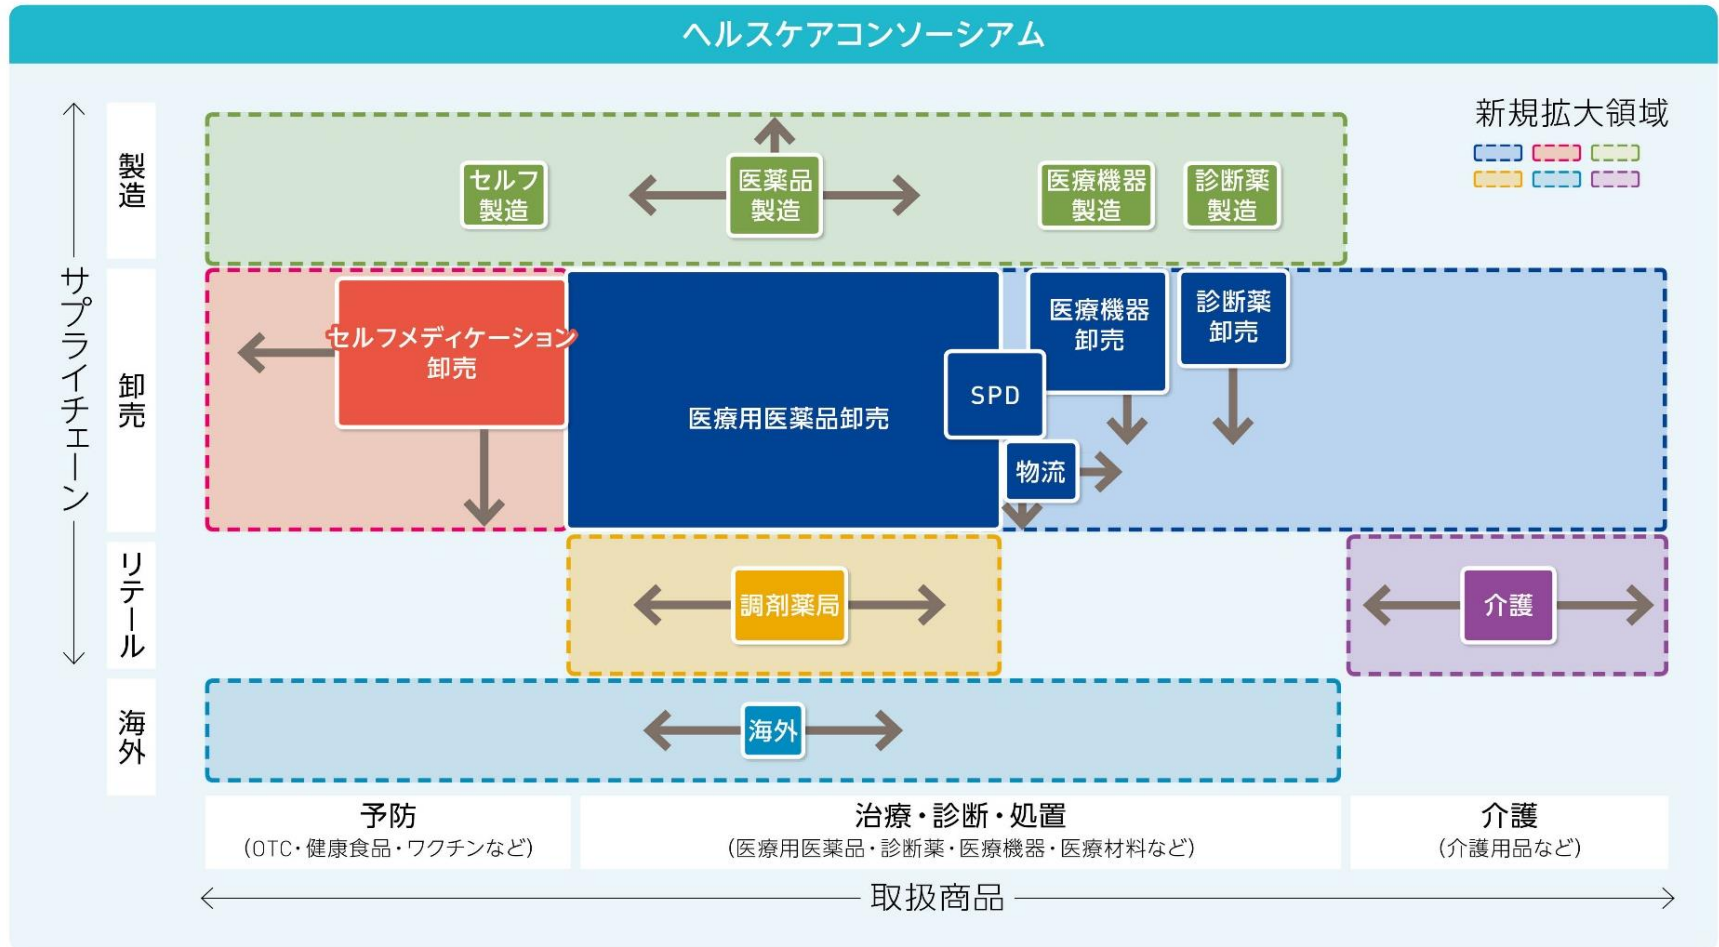 ヘルスケアコンソーシアム
新規拡大領域
サプライチェーン
製造
セルフ
製造
医薬品
製造
医療機器
製造
診断薬
製造
卸売
セルフメディケーション
卸売
医療用医薬品卸売
SPD
医療機器
卸売
診断薬
卸売
物流
リテール
調剤薬局
介護
海外
海外
予防
(OTC・健康食品・ワクチンなど)
治療・診断・処置
(医療用医薬品・診断薬・医療機器・医療材料など)
介護
(介護用品など)
取扱商品